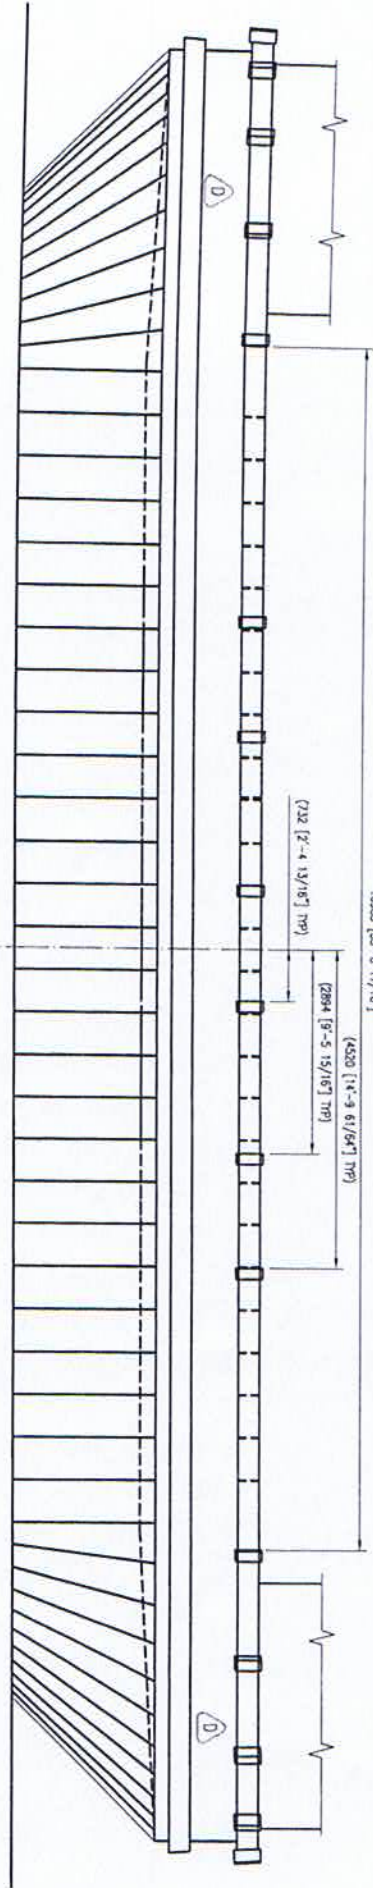 D
(732 [2'-4 13/16"] TYP)
(2894 [9'-5 15/16"] TYP)
(4520 [14'-9 61/64"] TYP)
D